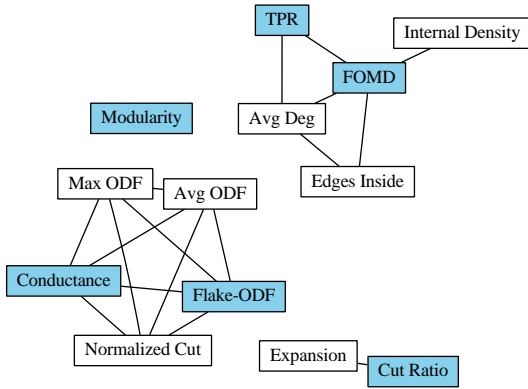 TPR
Internal Density
FOMD
Modularity
Avg Deg
Max ODF
Avg ODF
Edges Inside
Conductance
Flake-ODF
Normalized Cut
Expansion
Cut Ratio